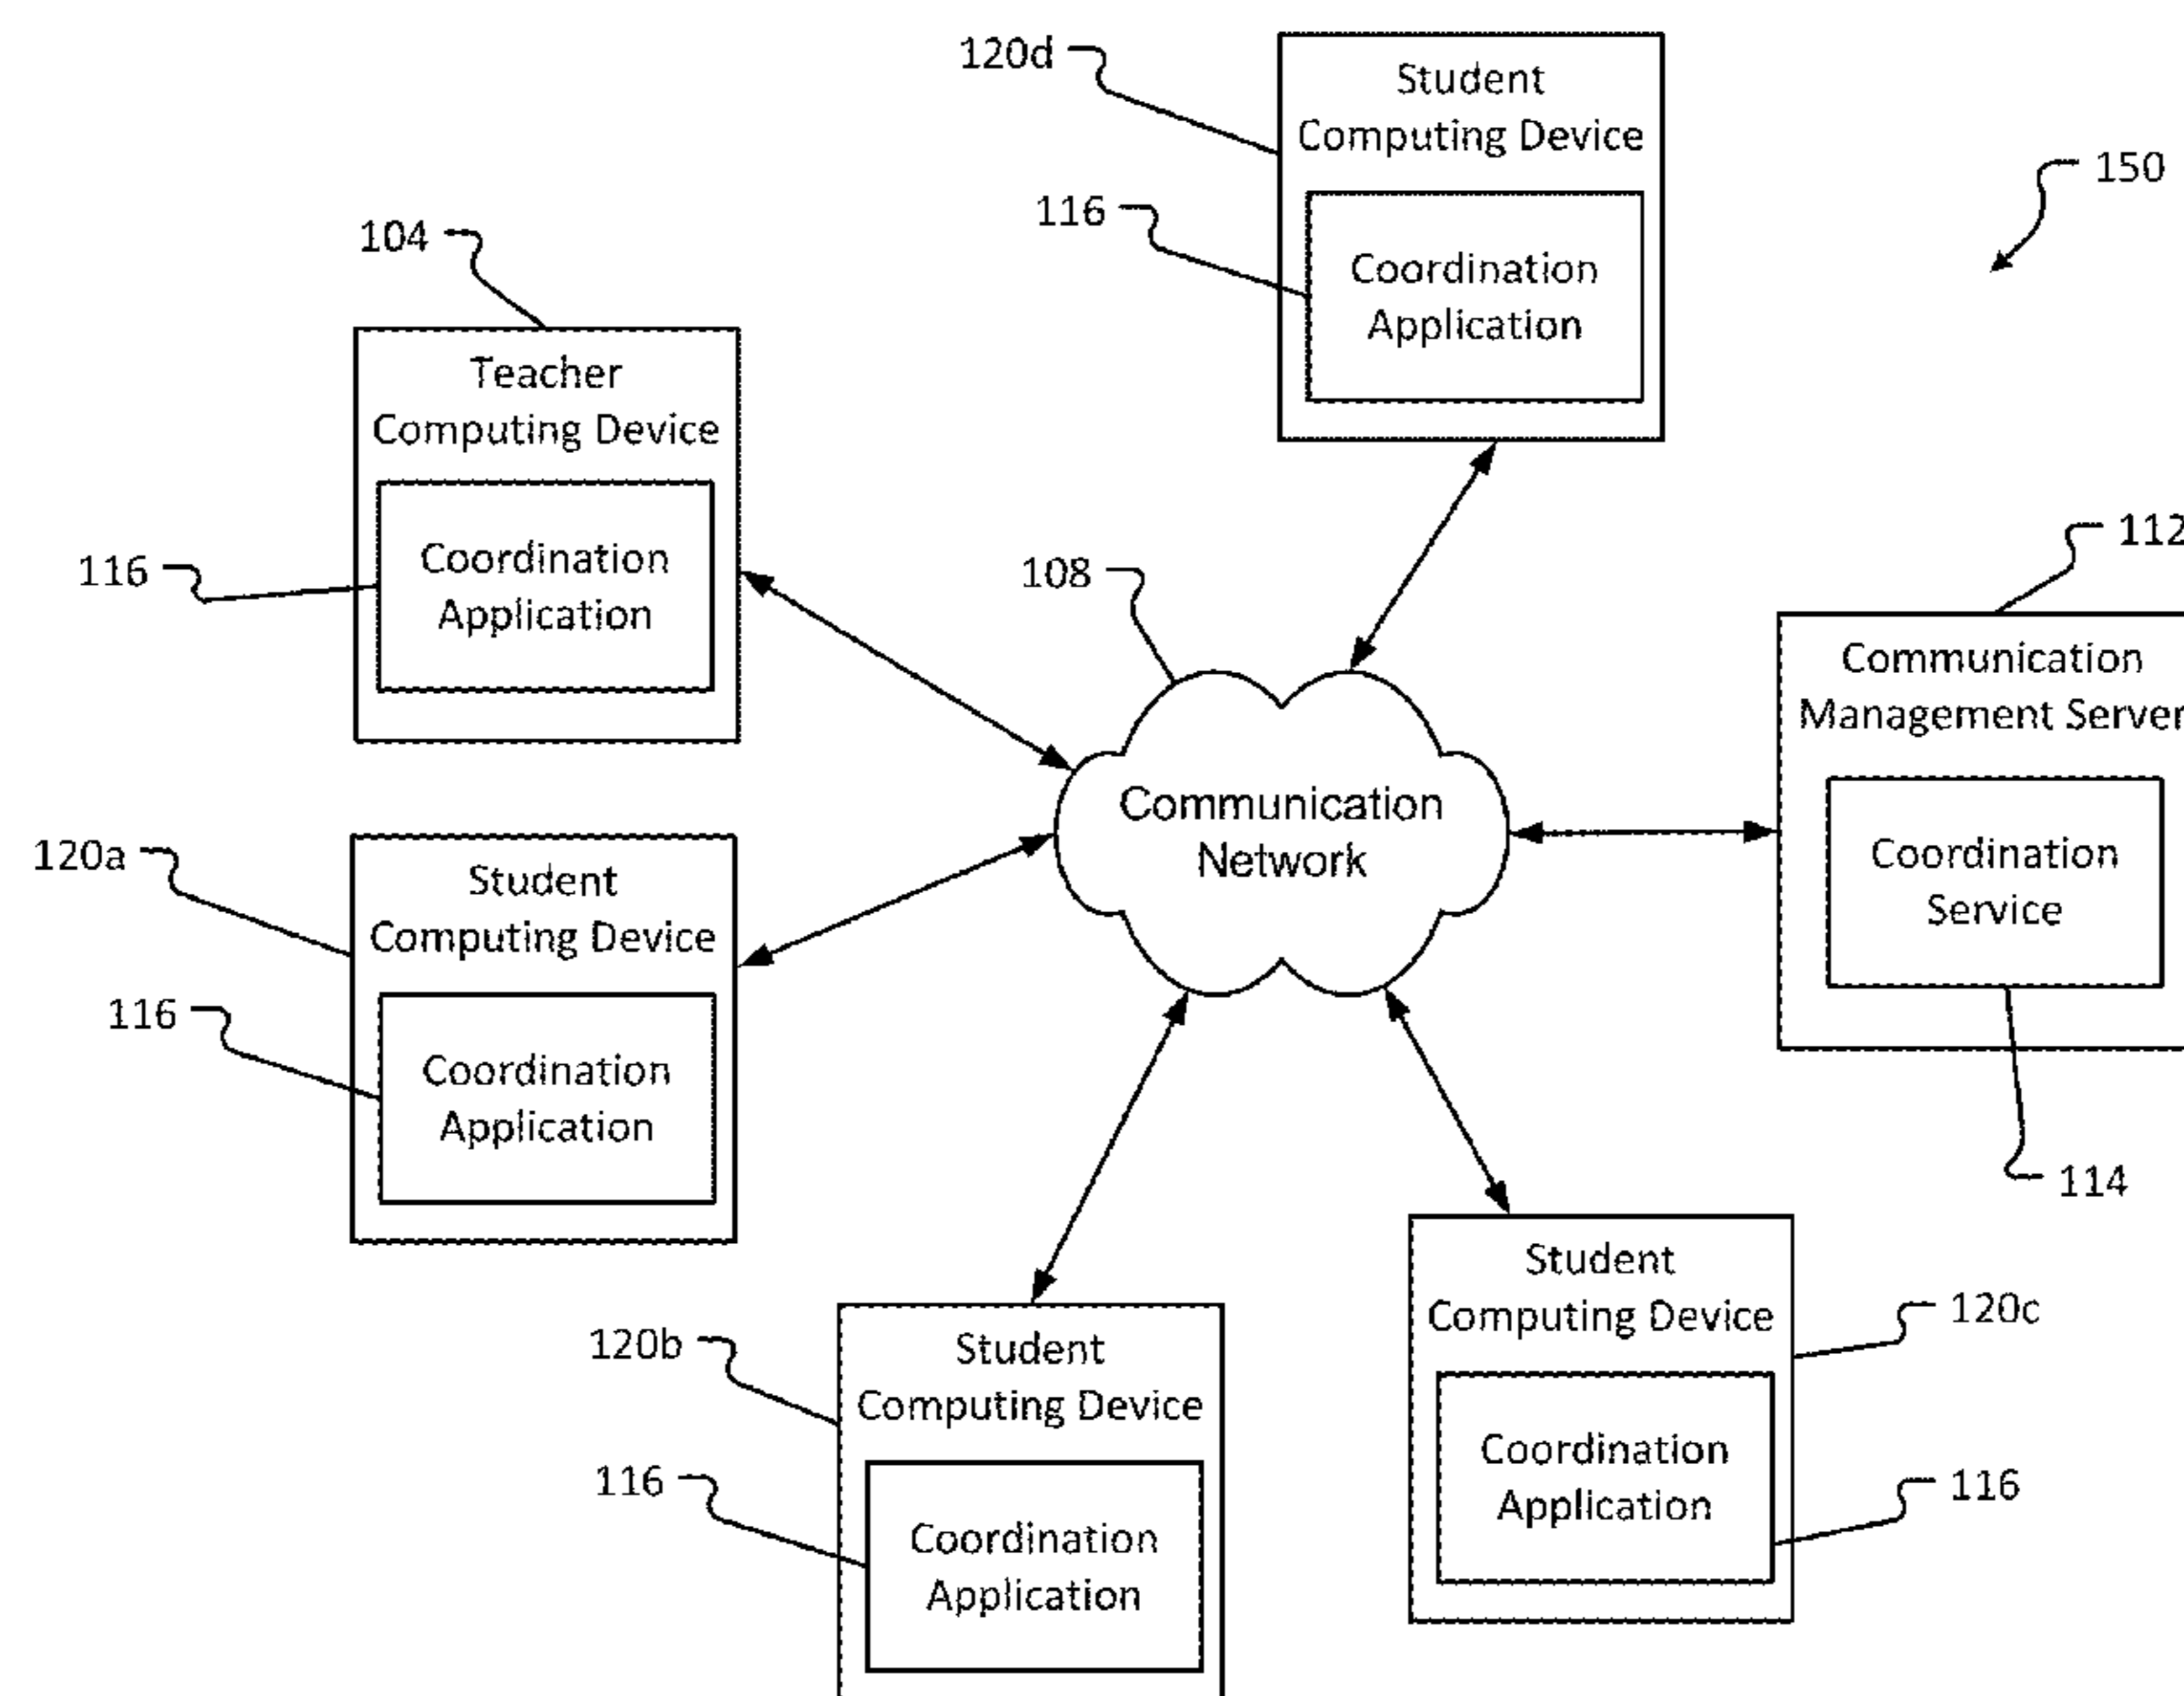 120d
Student
Computing Device
116
Coordination
Application
150
104
Teacher
Computing Device
116
Coordination
Application
108
Communication
Network
112
Communication
Management Server
Coordination
Service
114
120a
Student
Computing Device
116
Coordination
Application
120b
Student
Computing Device
116
Coordination
Application
Student
Computing Device
120c
Coordination
Application
116